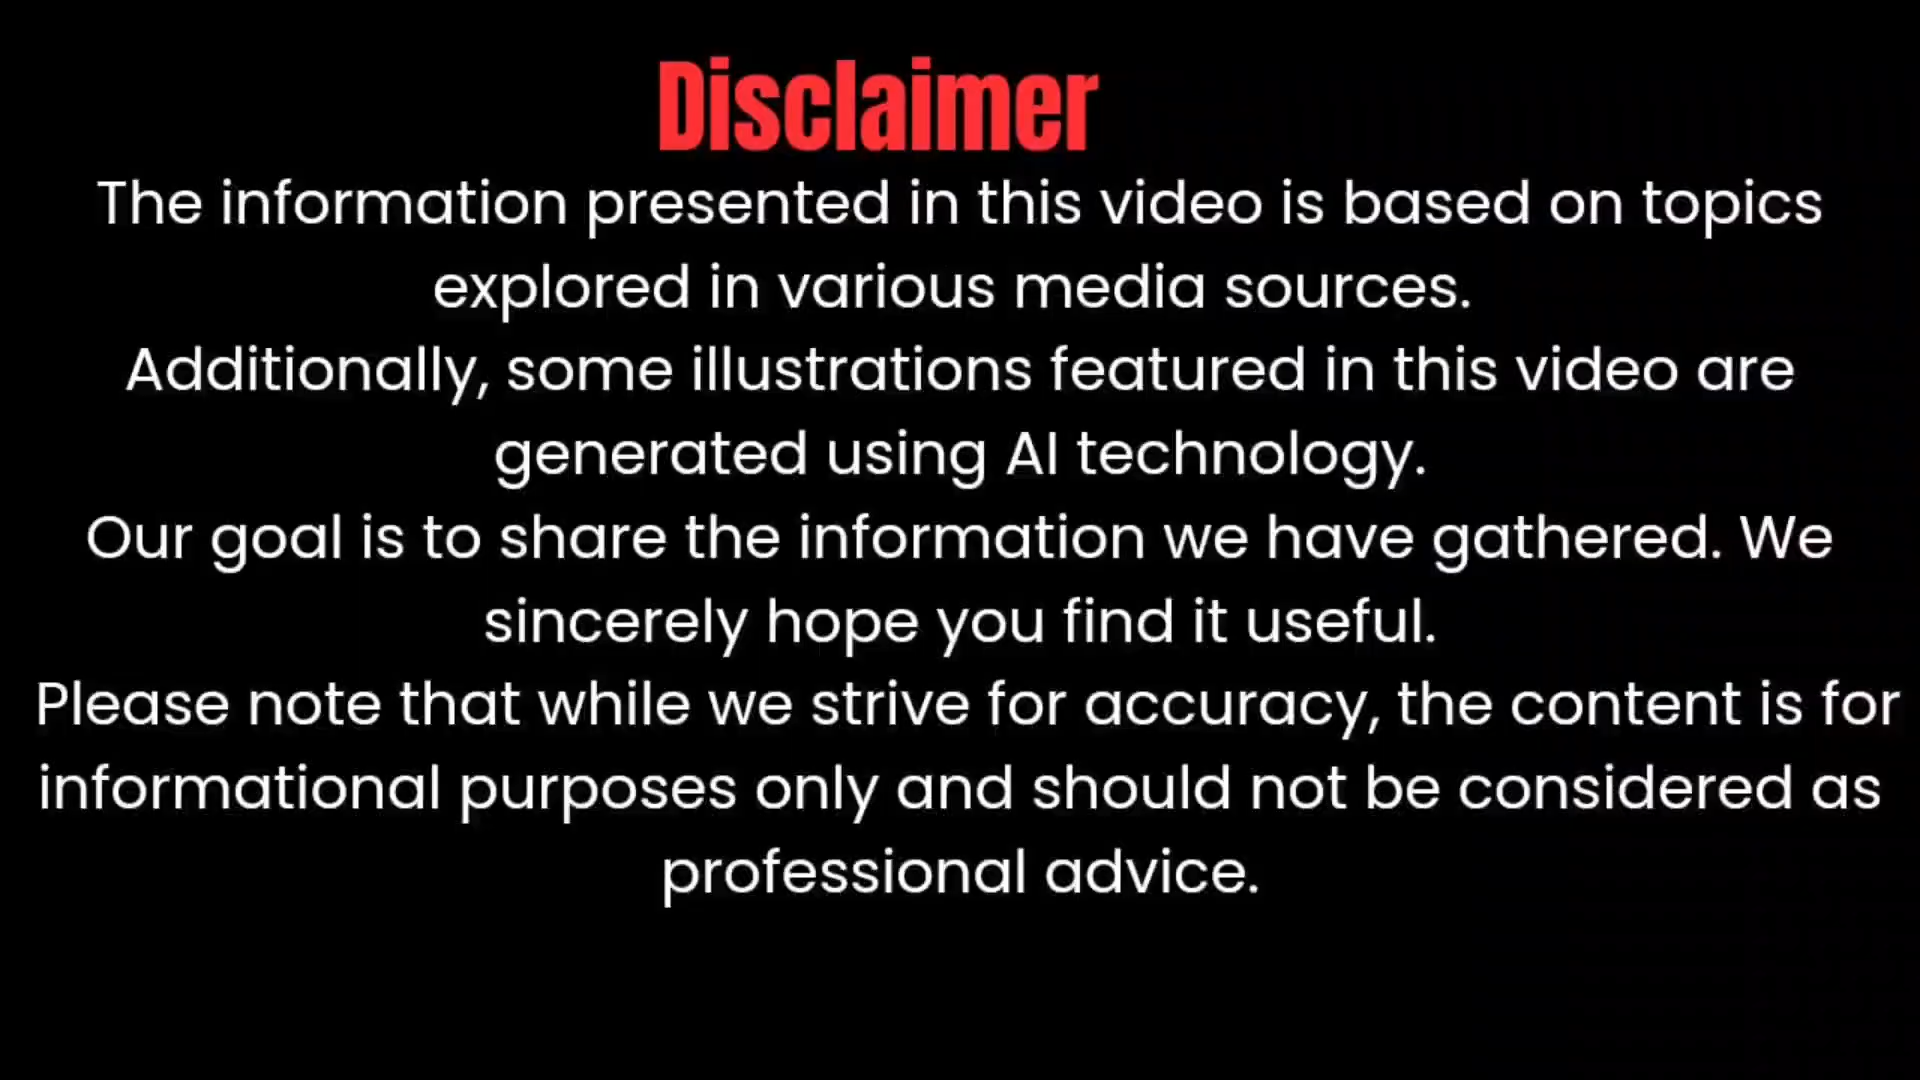 Disclaimer
The information presented in this video is based on topics
explored in various media sources.
Additionally, some illustrations featured in this video are
generated using AI technology.
Our goal is to share the information we have gathered. We
sincerely hope you find it useful.
Please note that while we strive for accuracy, the content is for
informational purposes only and should not be considered as
professional advice.